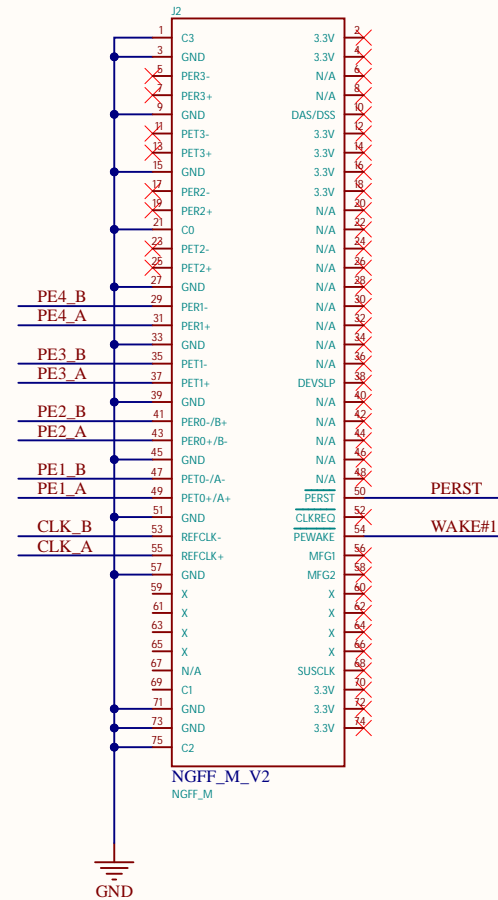 J2
1 C3 3.3V 2
3 GND 3.3V 4
5 PER3- N/A 6
7 PER3+ N/A 8
9 GND DAS/DSS 10
11 PET3- 3.3V 12
13 PET3+ 3.3V 14
15 GND 3.3V 16
17 PER2- 3.3V 18
19 PER2+ N/A 20
21 C0 N/A 22
23 PET2- N/A 24
25 PET2+ N/A 26
27 GND N/A 28
PE4_B 29 PER1- N/A 30
PE4_A 31 PER1+ N/A 32
33 GND N/A 34
PE3_B 35 PET1- N/A 36
PE3_A 37 PET1+ DEVSLP 38
39 GND N/A 40
PE2_B 41 PER0-/B+ N/A 42
PE2_A 43 PER0+/B- N/A 44
45 GND N/A 46
PE1_B 47 PET0-/A- N/A 48
PE1_A 49 PET0+/A+ PERST 50 PERST
51 GND CLKREQ 52
CLK_B 53 REFCLK- PEWAKE 54 WAKE#1
CLK_A 55 REFCLK+ MFG1 56
57 GND MFG2 58
59 X X 60
61 X X 62
63 X X 64
65 X X 66
67 N/A SUSCLK 68
69 C1 3.3V 70
71 GND 3.3V 72
73 GND 3.3V 74
75 C2
NGFF_M_V2
NGFF_M
GND